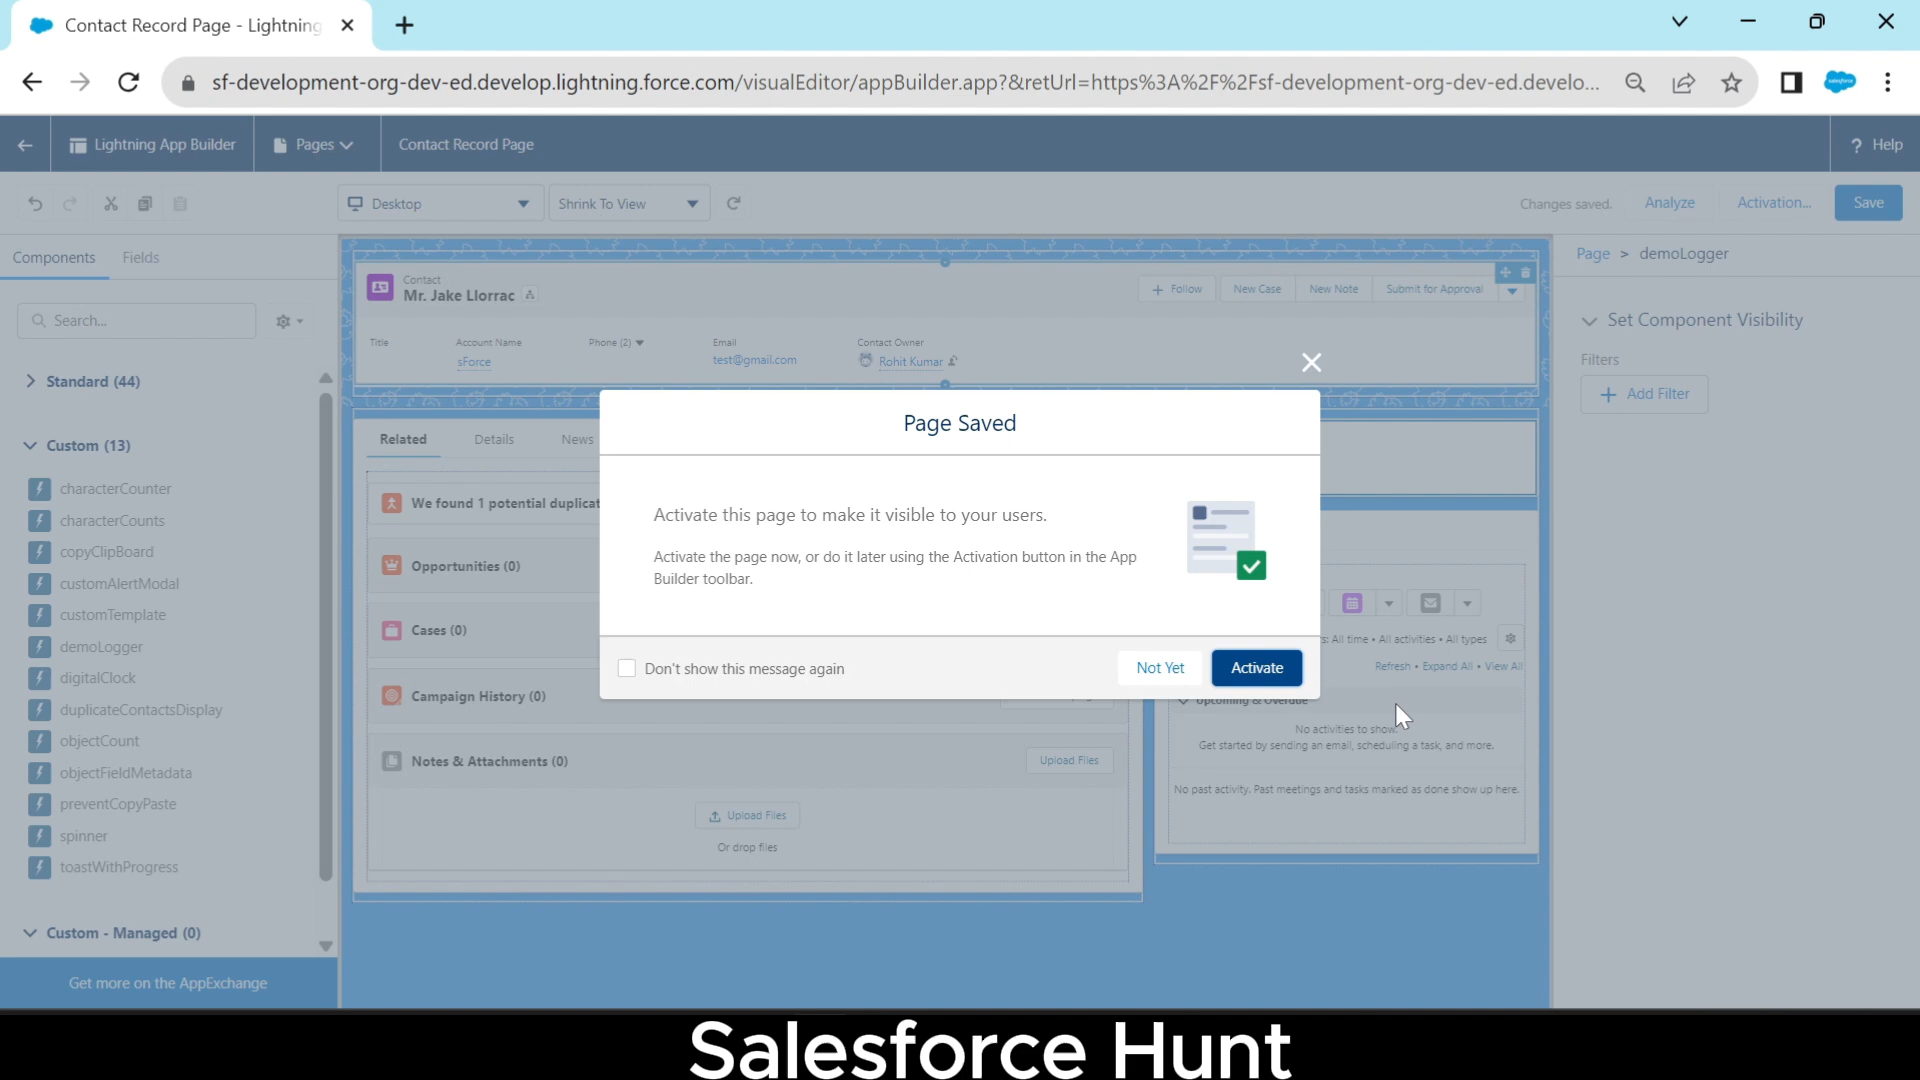 Contact Record Page - Lightning
sf-development-org-dev-ed.develop.lightning.force.com/visualEditor/appBuilder.app?&retUrl=https%3A%2F%2Fsf-development-org-dev-ed.develo...
Lightning App Builder
Pages
Contact Record Page
? Help
Desktop
Shrink To View
Changes saved.
Analyze
Activation...
Save
Components
Fields
Search...
Standard (44)
Custom (13)
characterCounter
characterCounts
copyClipBoard
customAlertModal
customTemplate
demoLogger
digitalClock
duplicateContactsDisplay
objectCount
objectFieldMetadata
preventCopyPaste
spinner
toastWithProgress
Custom - Managed (0)
Get more on the AppExchange
Contact
Mr. Jake Llorrac
+ Follow
New Case
New Note
Submit for Approval
Title
Account Name
sForce
Phone (2)
Email
test@gmail.com
Contact Owner
Rohit Kumar
Related
Details
News
We found 1 potential duplicat
Opportunities (0)
Cases (0)
Campaign History (0)
Notes & Attachments (0)
Upload Files
Upload Files
Or drop files
Page Saved
Activate this page to make it visible to your users.
Activate the page now, or do it later using the Activation button in the App
Builder toolbar.
Don't show this message again
Not Yet
Activate
All time • All activities • All types
Refresh • Expand All • View All
Upcoming & Overdue
No activities to show.
Get started by sending an email, scheduling a task, and more.
No past activity. Past meetings and tasks marked as done show up here.
Page > demoLogger
Set Component Visibility
Filters
+ Add Filter
Salesforce Hunt